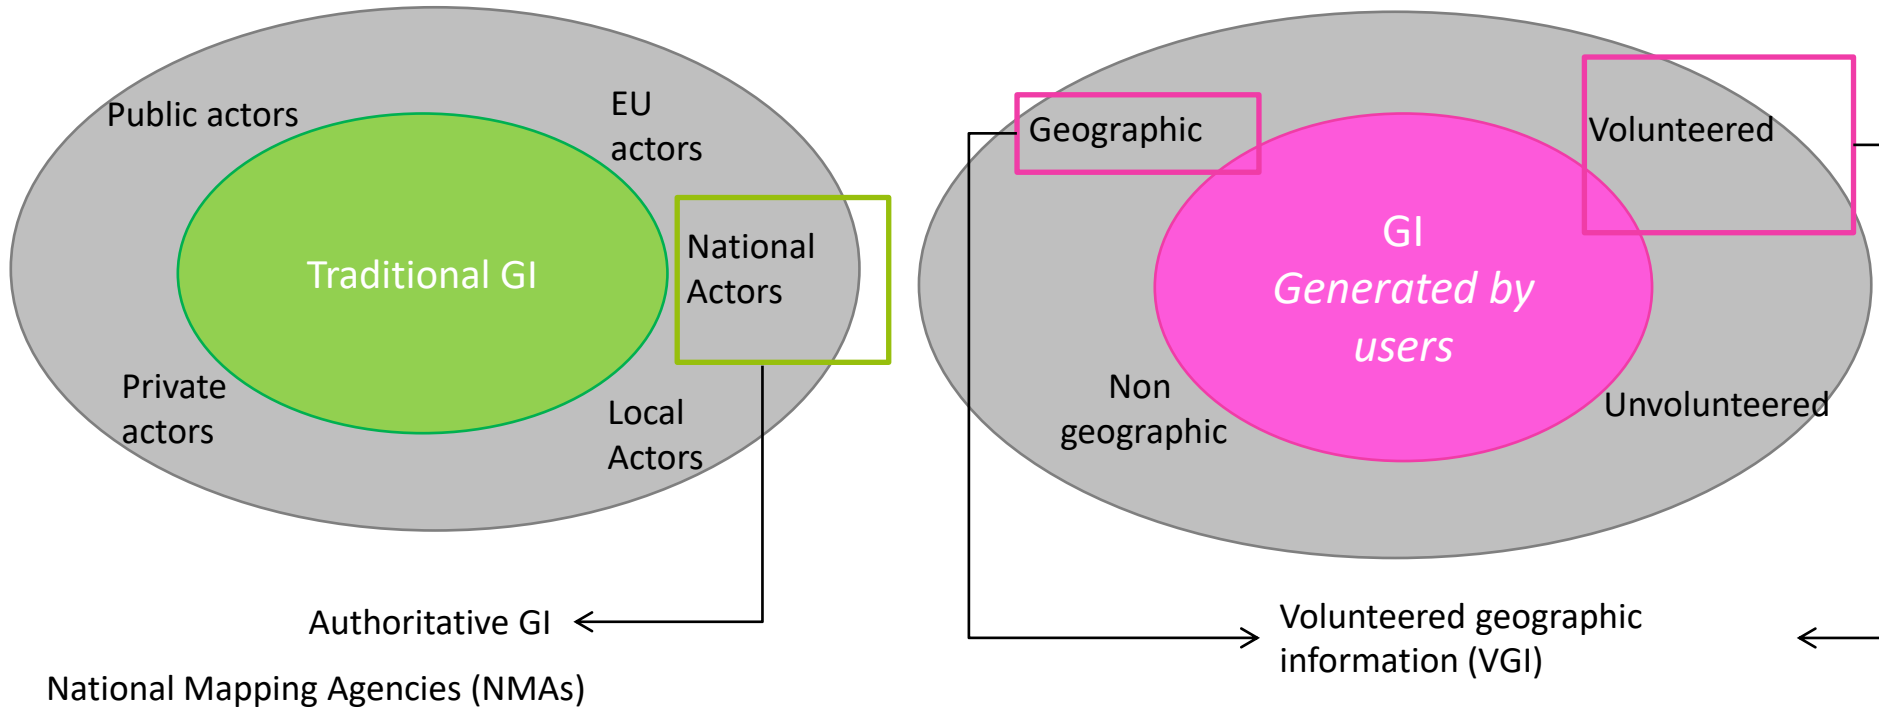 Public actors
EU
actors
Traditional GI
National
Actors
Private
actors
Local
Actors
Authoritative GI
National Mapping Agencies (NMAs)
Geographic
Volunteered
GI
Generated by
users
Non
geographic
Unvolunteered
Volunteered geographic
information (VGI)